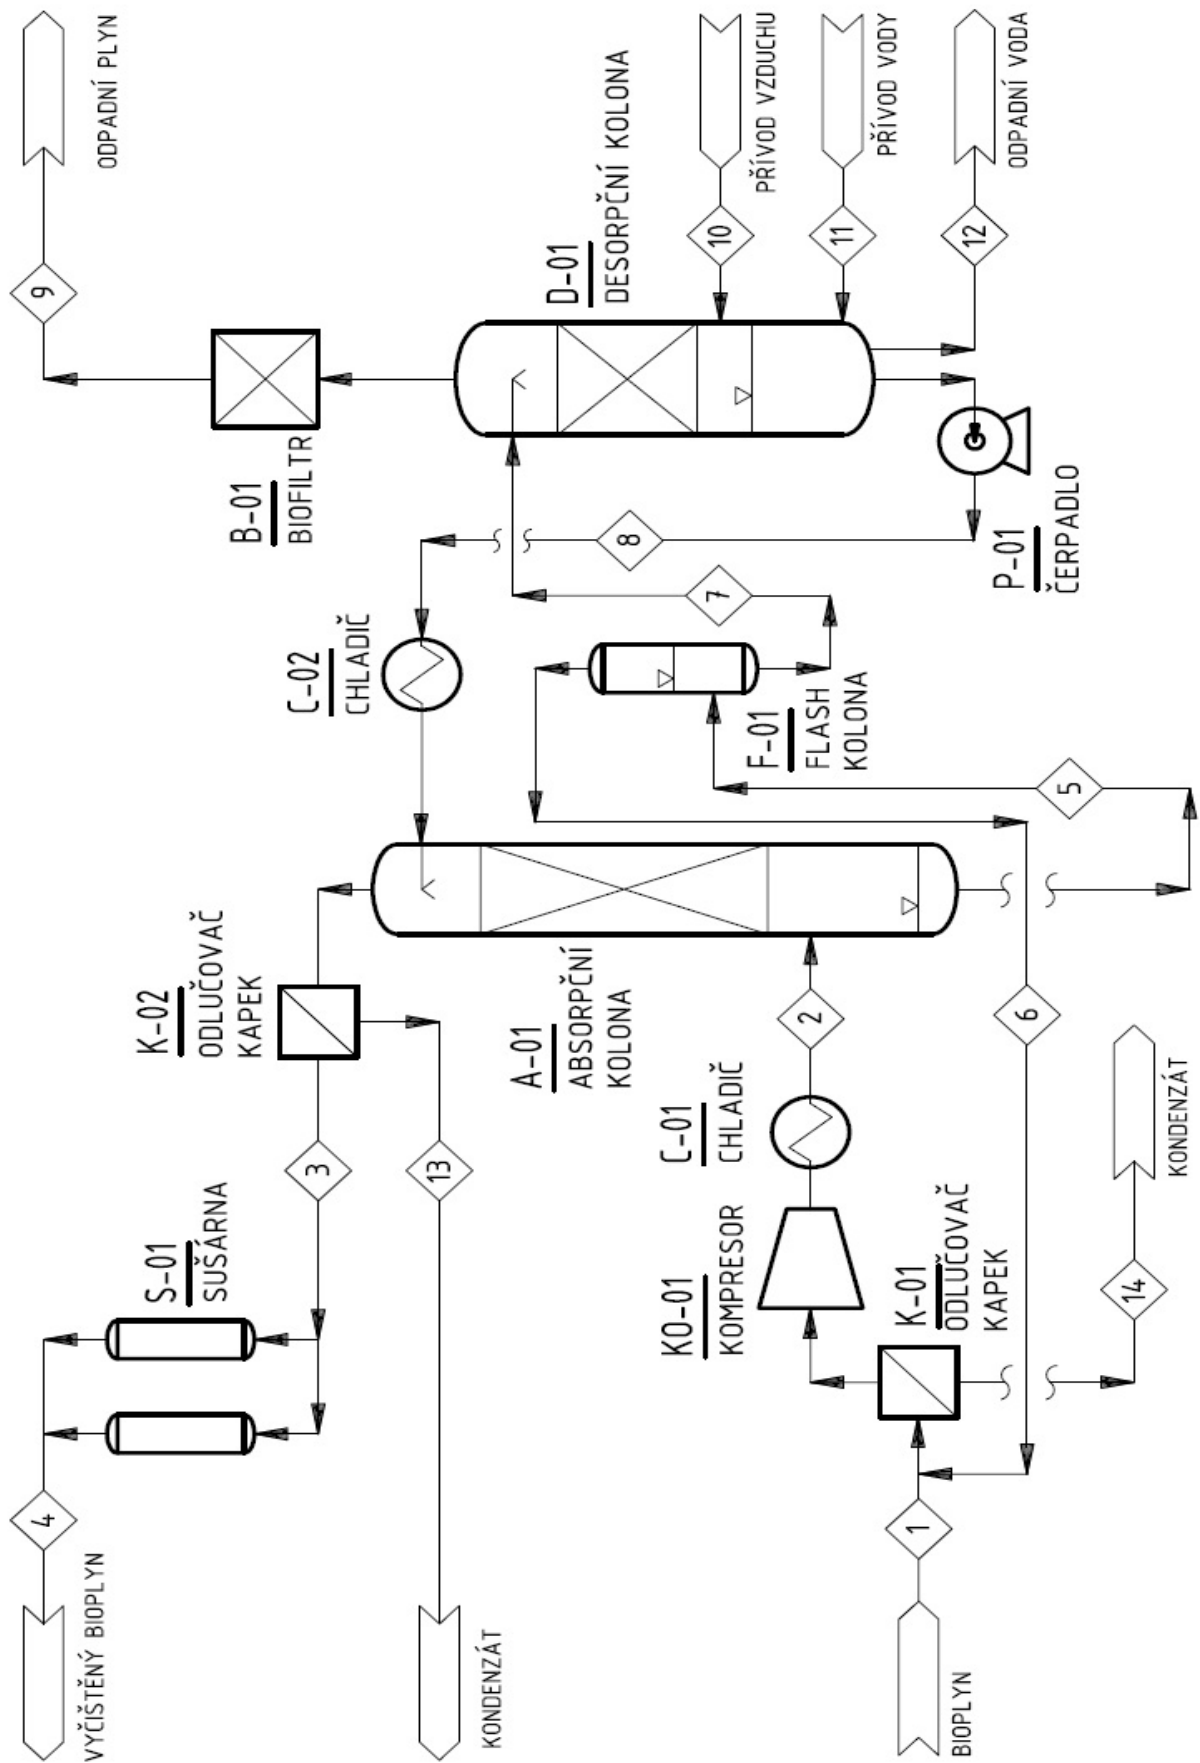 4
VYČIŠTĚNÝ BIOPLYN
S-01
SUŠÁRNA
K-02
ODLUČOVAČ
KAPEK
3
13
KONDENZÁT
B-01
BIOFILTR
9
ODPADNÍ PLYN
C-02
CHLADIČ
A-01
ABSORPČNÍ
KOLONA
D-01
DESORPČNÍ KOLONA
8
7
F-01
FLASH
KOLONA
10
PŘÍVOD VZDUCHU
11
PŘÍVOD VODY
12
ODPADNÍ VODA
P-01
ČERPADLO
KO-01
KOMPRESOR
C-01
CHLADIČ
2
K-01
ODLUČOVAČ
KAPEK
1
BIOPLYN
6
5
14
KONDENZÁT